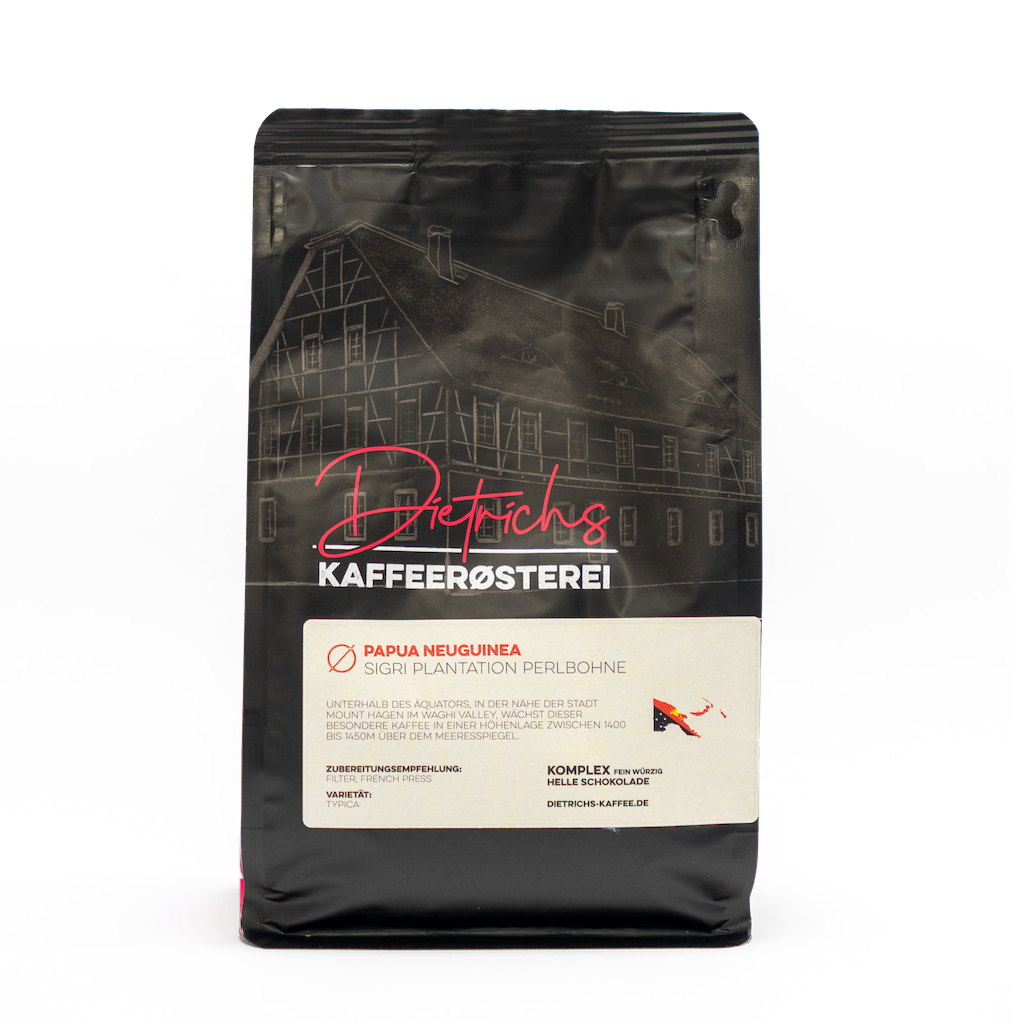 Dietrichs
KAFFEERØSTEREI
PAPUA NEUGUINEA
SIGRI PLANTATION PERLBOHNE
UNTERHALB DES ÄQUATORS, IN DER NÄHE DER STADT
MOUNT HAGEN IM WAGHI VALLEY, WÄCHST DIESER
BESONDERE KAFFEE IN EINER HÖHENLAGE ZWISCHEN 1400
BIS 1450M ÜBER DEM MEERESSPIEGEL.
ZUBEREITUNGSEMPFEHLUNG:
FILTER, FRENCH PRESS
VARIETÄT:
TYPICA
KOMPLEX FEIN WÜRZIG
HELLE SCHOKOLADE
DIETRICHS-KAFFEE.DE